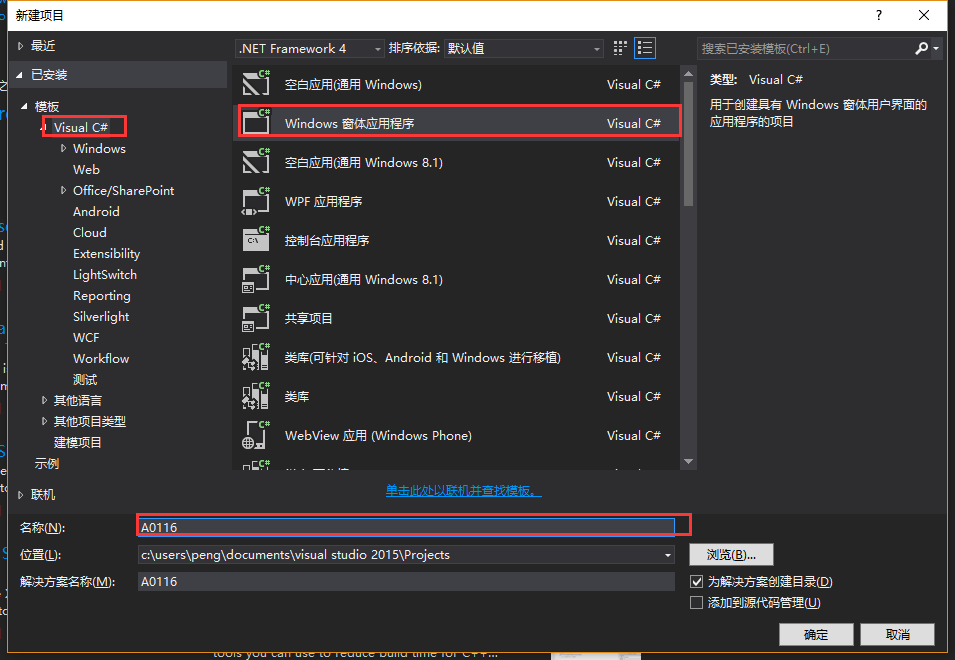 新建项目
?
最近
.NET Framework 4 排序依据: 默认值
搜索已安装模板(Ctrl+E)
已安装
模板
Visual C#
Windows
Web
Office/SharePoint
Android
Cloud
Extensibility
LightSwitch
Reporting
Silverlight
WCF
Workflow
测试
其他语言
其他项目类型
建模项目
示例
联机
空白应用(通用 Windows) Visual C#
Windows 窗体应用程序 Visual C#
空白应用(通用 Windows 8.1) Visual C#
WPF 应用程序 Visual C#
控制台应用程序 Visual C#
中心应用(通用 Windows 8.1) Visual C#
共享项目 Visual C#
类库(可针对 iOS、Android 和 Windows 进行移植) Visual C#
类库 Visual C#
WebView 应用 (Windows Phone) Visual C#
类型: Visual C#
用于创建具有 Windows 窗体用户界面的
应用程序的项目
单击此处以联机并查找模板。
名称(N): A0116
位置(L): c:\users\peng\documents\visual studio 2015\Projects 浏览(B)...
解决方案名称(M): A0116
为解决方案创建目录(D)
添加到源代码管理(U)
确定 取消
tools you can use to reduce build time for C++...